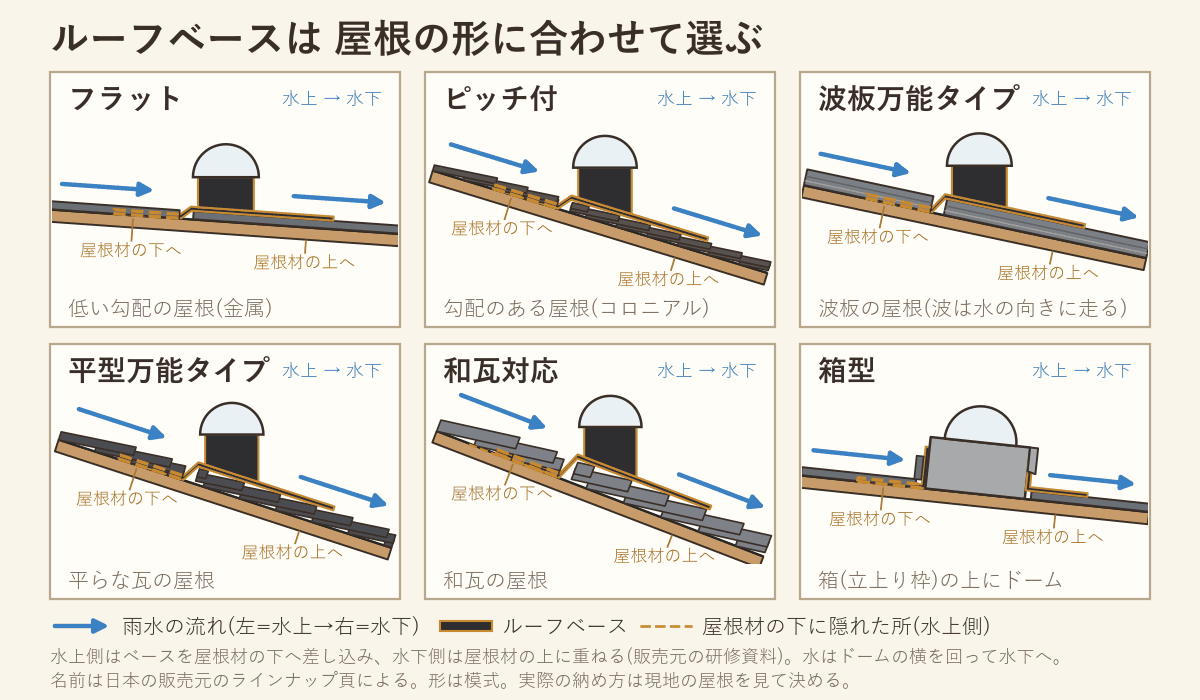 ルーフベースは 屋根の形に合わせて選ぶ
フラット
水上 → 水下
屋根材の下へ
屋根材の上へ
低い勾配の屋根(金属)
ピッチ付
水上 → 水下
屋根材の下へ
屋根材の上へ
勾配のある屋根(コロニアル)
波板万能タイプ
水上 → 水下
屋根材の下へ
屋根材の上へ
波板の屋根(波は水の向きに走る)
平型万能タイプ
水上 → 水下
屋根材の下へ
屋根材の上へ
平らな瓦の屋根
和瓦対応
水上 → 水下
屋根材の下へ
屋根材の上へ
和瓦の屋根
箱型
水上 → 水下
屋根材の下へ
屋根材の上へ
箱(立上り枠)の上にドーム
雨水の流れ(左=水上→右=水下)
ルーフベース
屋根材の下に隠れた所(水上側)
水上側はベースを屋根材の下へ差し込み、水下側は屋根材の上に重ねる(販売元の研修資料)。水はドームの横を回って水下へ。
名前は日本の販売元のラインナップ頁による。形は模式。実際の納め方は現地の屋根を見て決める。